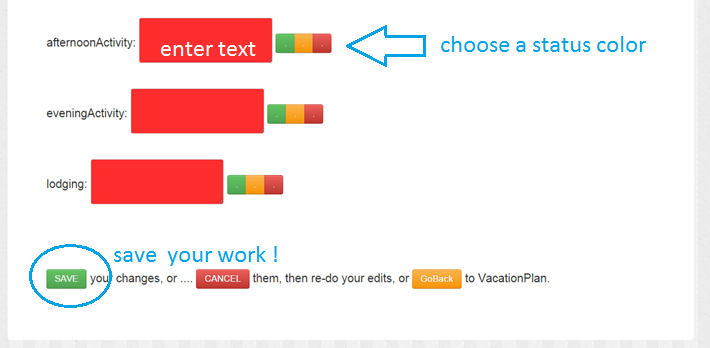 afternoonActivity: enter text choose a status color
eveningActivity:
lodging:
save your work !
SAVE your changes, or .... CANCEL them, then re-do your edits, or GoBack to VacationPlan.